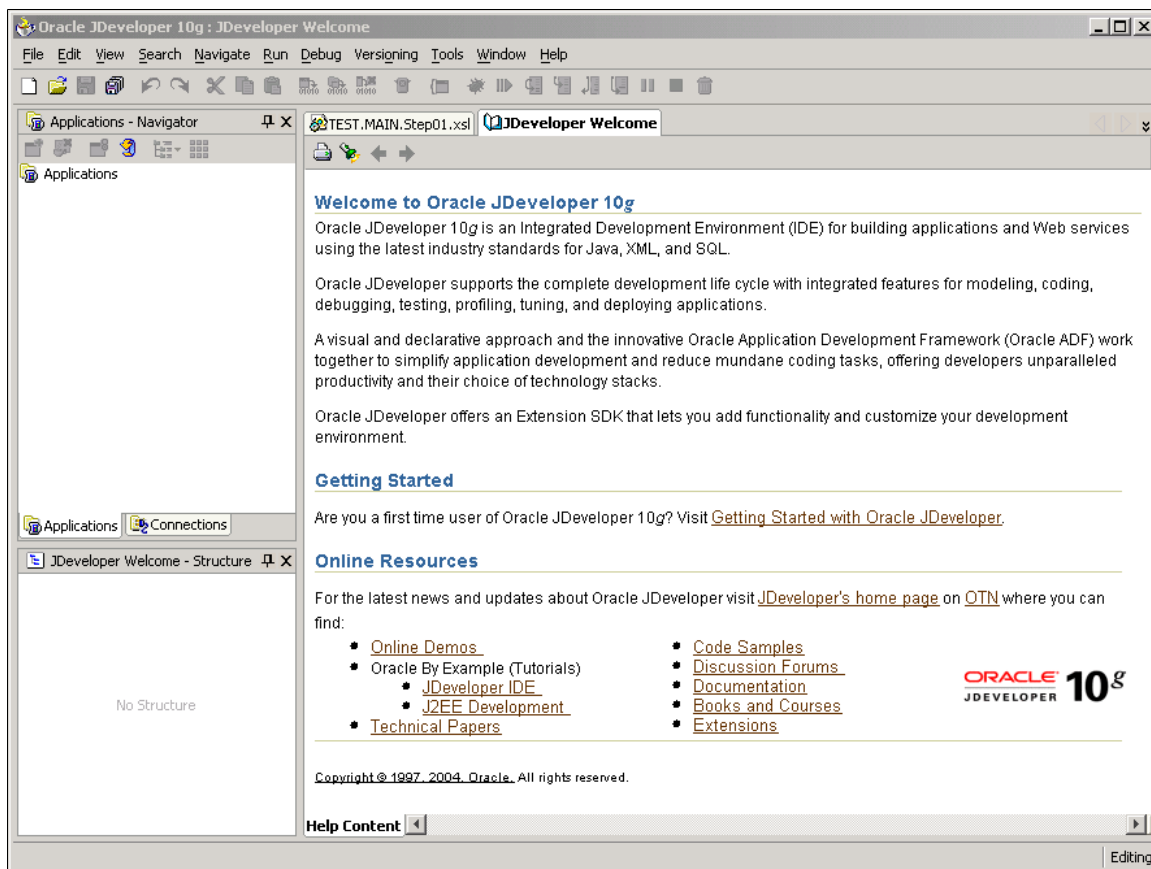 Oracle JDeveloper 10g : JDeveloper Welcome
File Edit View Search Navigate Run Debug Versioning Tools Window Help
Applications - Navigator
Applications
Applications Connections
JDeveloper Welcome - Structure
No Structure
TEST.MAIN.Step01.xsl JDeveloper Welcome
Welcome to Oracle JDeveloper 10g
Oracle JDeveloper 10g is an Integrated Development Environment (IDE) for building applications and Web services
using the latest industry standards for Java, XML, and SQL.
Oracle JDeveloper supports the complete development life cycle with integrated features for modeling, coding,
debugging, testing, profiling, tuning, and deploying applications.
A visual and declarative approach and the innovative Oracle Application Development Framework (Oracle ADF) work
together to simplify application development and reduce mundane coding tasks, offering developers unparalleled
productivity and their choice of technology stacks.
Oracle JDeveloper offers an Extension SDK that lets you add functionality and customize your development
environment.
Getting Started
Are you a first time user of Oracle JDeveloper 10g? Visit Getting Started with Oracle JDeveloper.
Online Resources
For the latest news and updates about Oracle JDeveloper visit JDeveloper's home page on OTN where you can
find:
Online Demos
Oracle By Example (Tutorials)
JDeveloper IDE
J2EE Development
Technical Papers
Code Samples
Discussion Forums
Documentation
Books and Courses
Extensions
ORACLE
JDEVELOPER 10g
Copyright © 1997, 2004, Oracle. All rights reserved.
Help Content
Editing